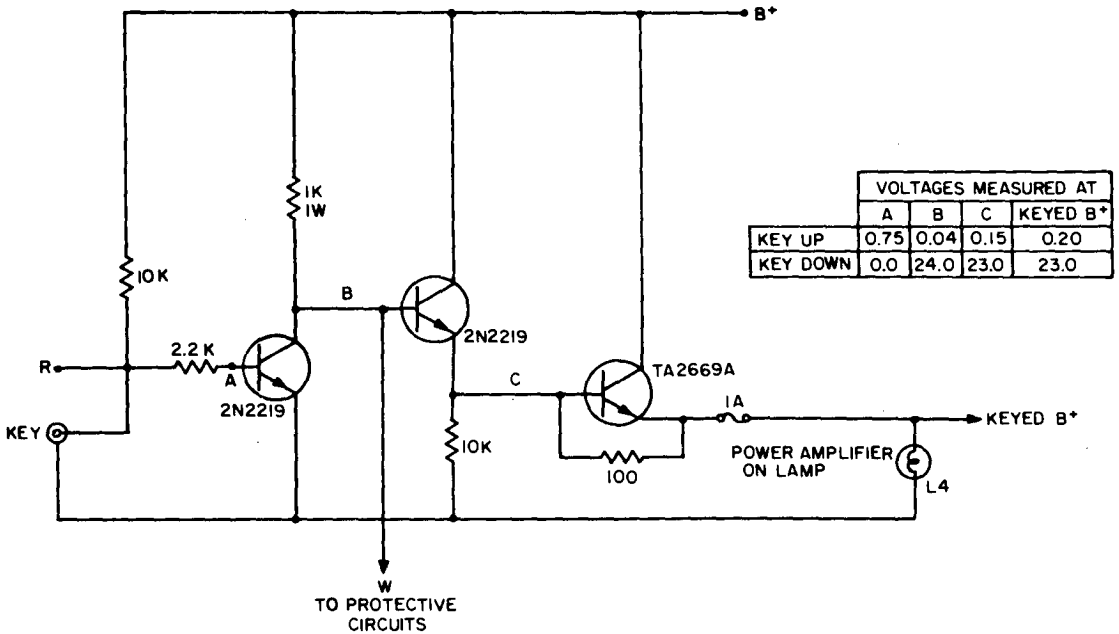 B+
1K
1W
10K
B
2N2219
2.2K
R
A
2N2219
KEY
C
TA2669A
1A
KEYED B+
10K
100
POWER AMPLIFIER
ON LAMP
L4
W
TO PROTECTIVE
CIRCUITS
VOLTAGES MEASURED AT
A B C KEYED B+
KEY UP 0.75 0.04 0.15 0.20
KEY DOWN 0.0 24.0 23.0 23.0